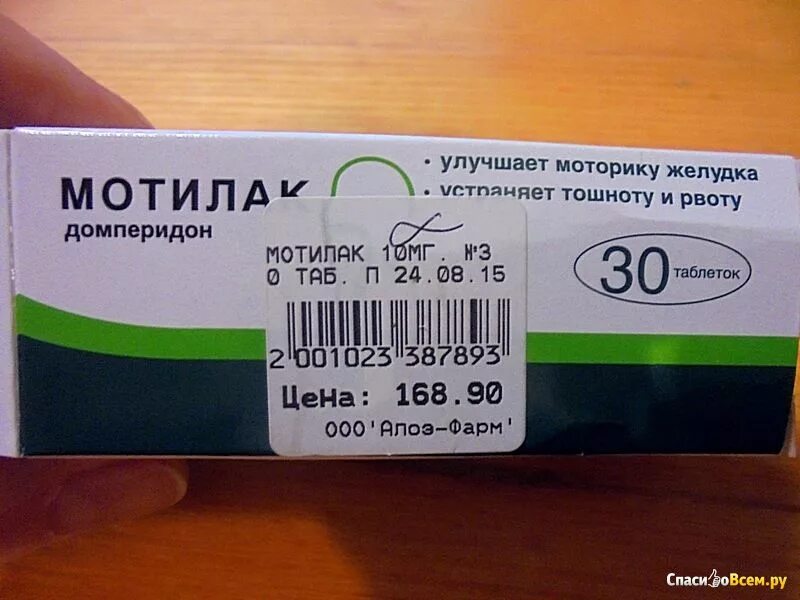 МОТИЛАК
домперидон
• улучшает моторику желудка
• устраняет тошноту и рвоту
30 таблеток
МОТИЛАК 10МГ. №3
0 ТАБ. П 24.08.15
2 001023 387893
Цена: 168.90
ООО 'Алоэ-Фарм'
СпасибоВсем.ру